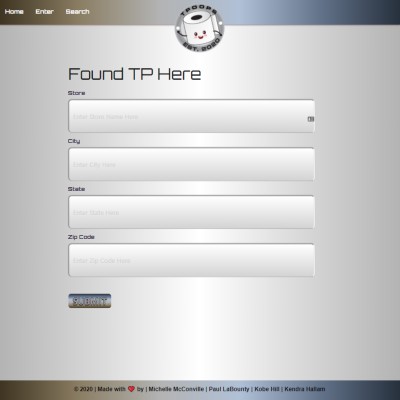 Home Enter Search
TPOOPS
EST. 2020
Found TP Here
Store
Enter Store Name Here
City
Enter City Here
State
Enter State Here
Zip Code
Enter Zip Code Here
SUBMIT
© 2020 | Made with ❤ by | Michelle McConville | Paul LaBounty | Kobe Hill | Kendra Hallam